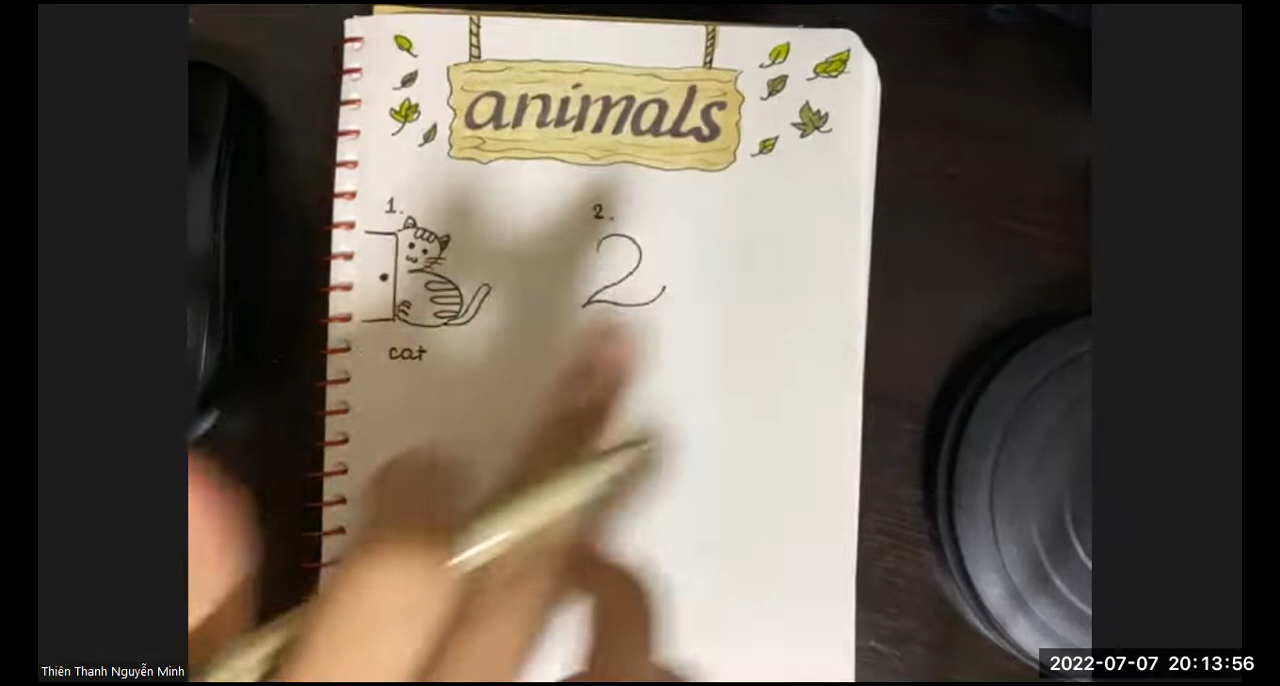 animals
1.
2.
2
cat
Thiên Thanh Nguyễn Minh
2022-07-07 20:13:56